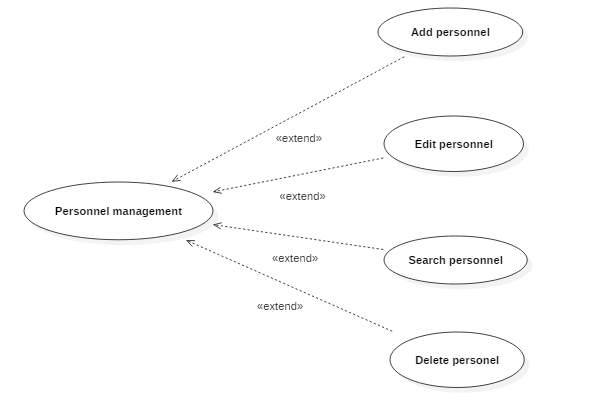 Add personnel
«extend»
Edit personnel
«extend»
Personnel management
«extend»
Search personnel
«extend»
Delete personel